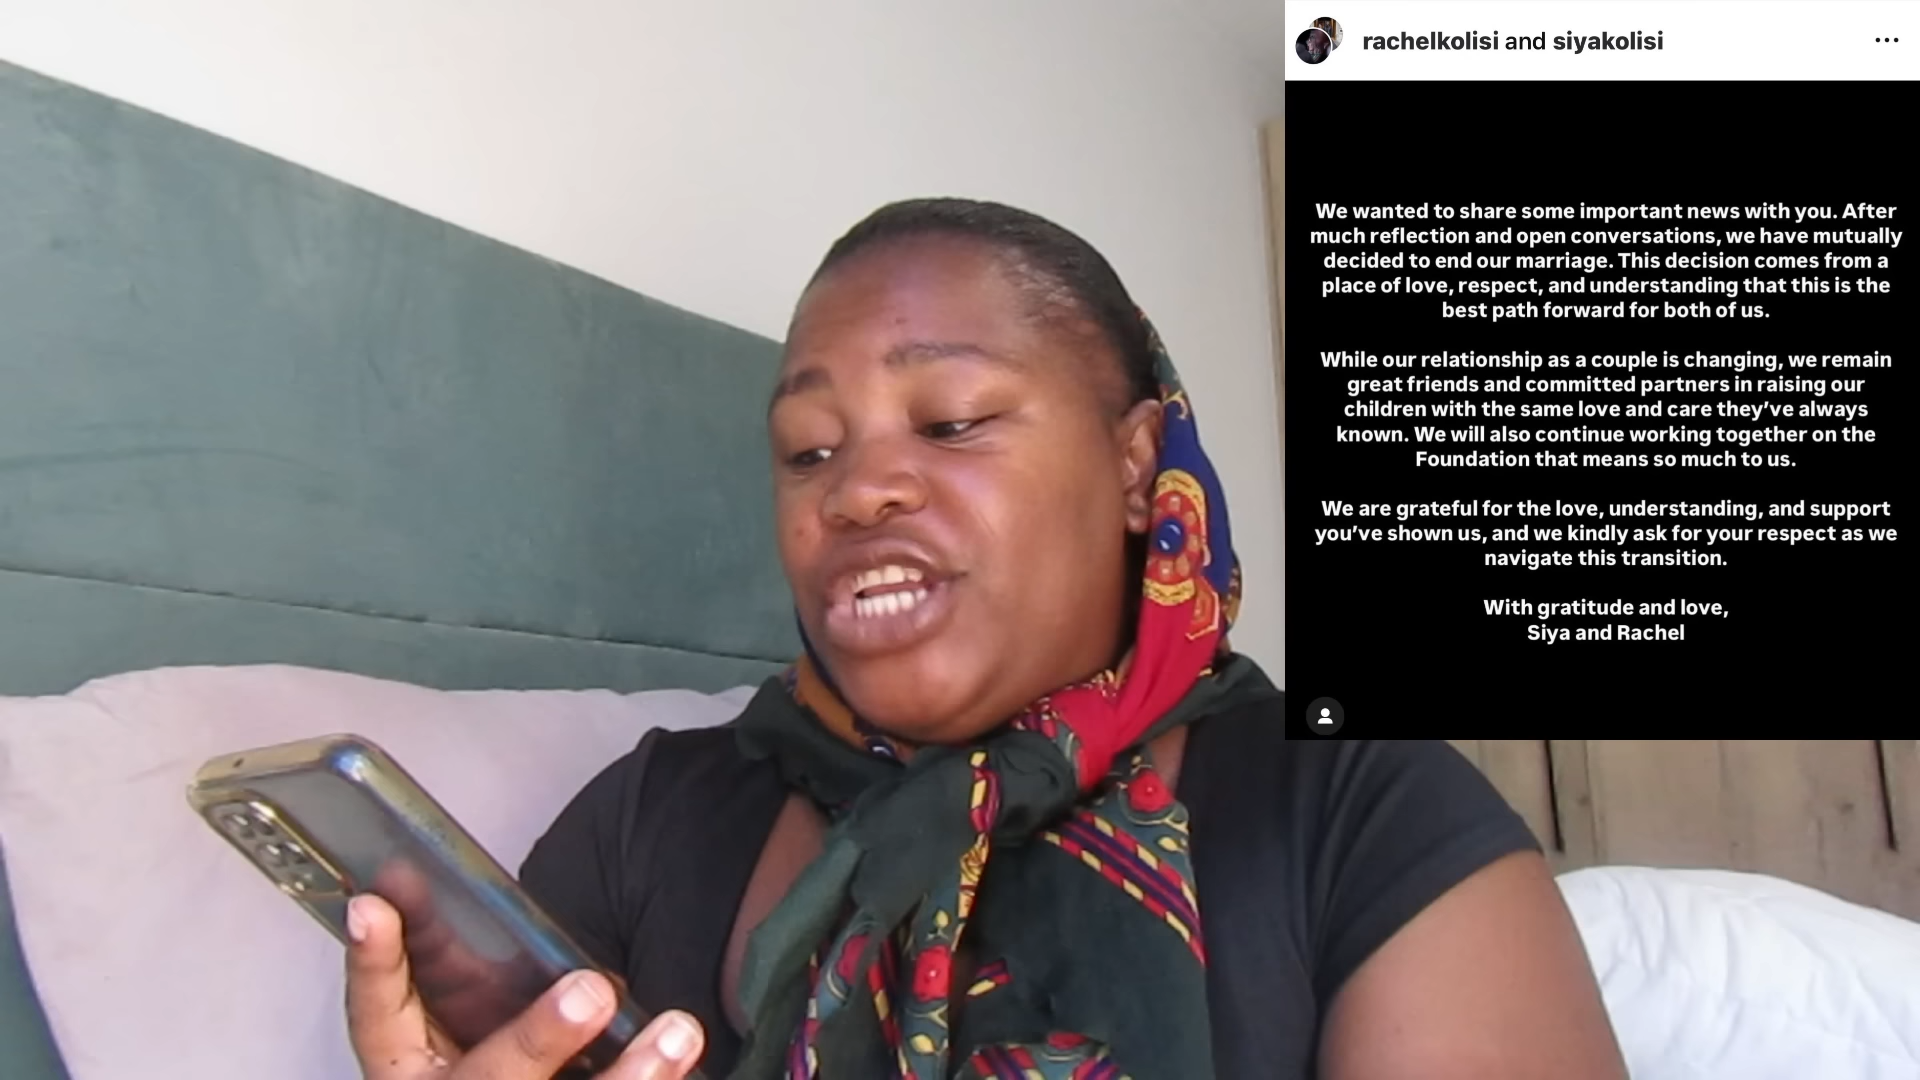 rachelkolisi and siyakolisi
We wanted to share some important news with you. After
much reflection and open conversations, we have mutually
decided to end our marriage. This decision comes from a
place of love, respect, and understanding that this is the
best path forward for both of us.
While our relationship as a couple is changing, we remain
great friends and committed partners in raising our
children with the same love and care they’ve always
known. We will also continue working together on the
Foundation that means so much to us.
We are grateful for the love, understanding, and support
you’ve shown us, and we kindly ask for your respect as we
navigate this transition.
With gratitude and love,
Siya and Rachel